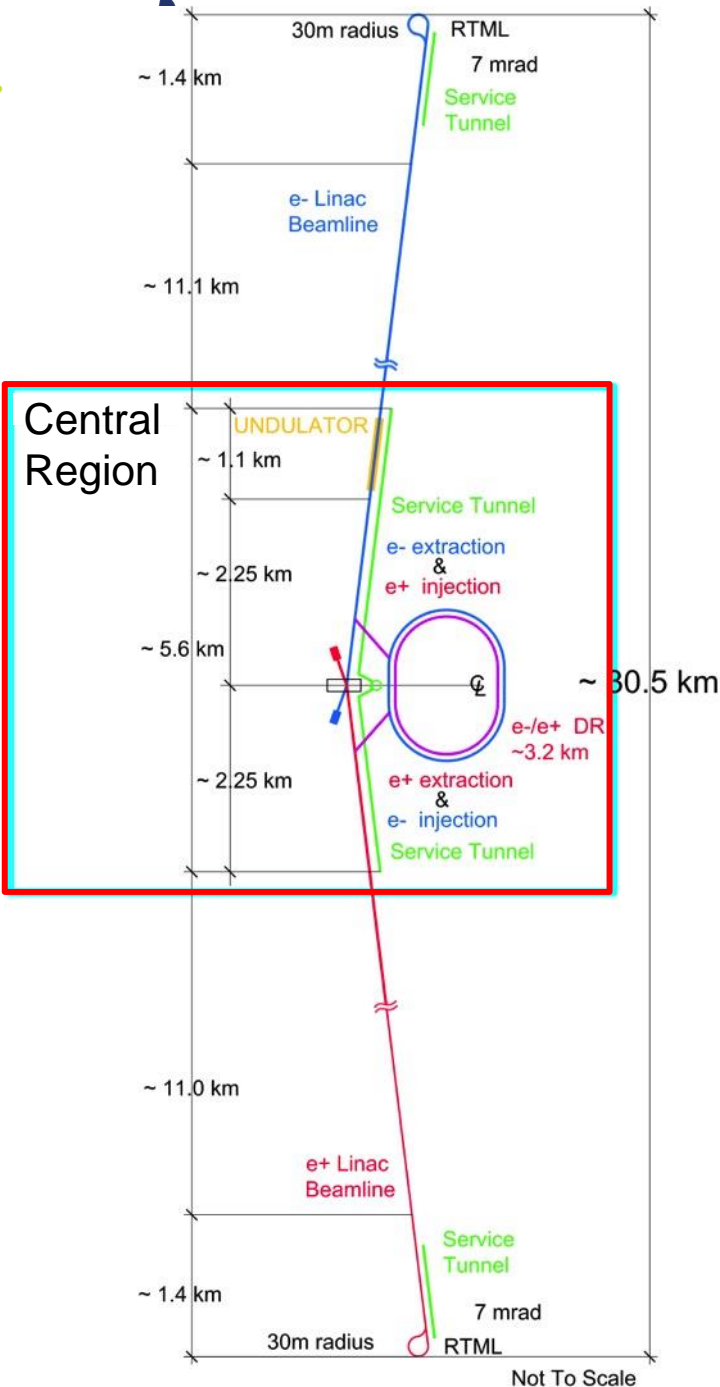 30m radius
RTML
~ 1.4 km
7 mrad
Service
Tunnel
e- Linac
Beamline
~ 11.1 km
Central
Region
UNDULATOR
~ 1.1 km
Service Tunnel
e- extraction
&
e+ injection
~ 2.25 km
~ 5.6 km
~ 30.5 km
e-/e+ DR
~3.2 km
~ 2.25 km
e+ extraction
&
e- injection
Service Tunnel
~ 11.0 km
e+ Linac
Beamline
Service
Tunnel
~ 1.4 km
7 mrad
30m radius
RTML
Not To Scale